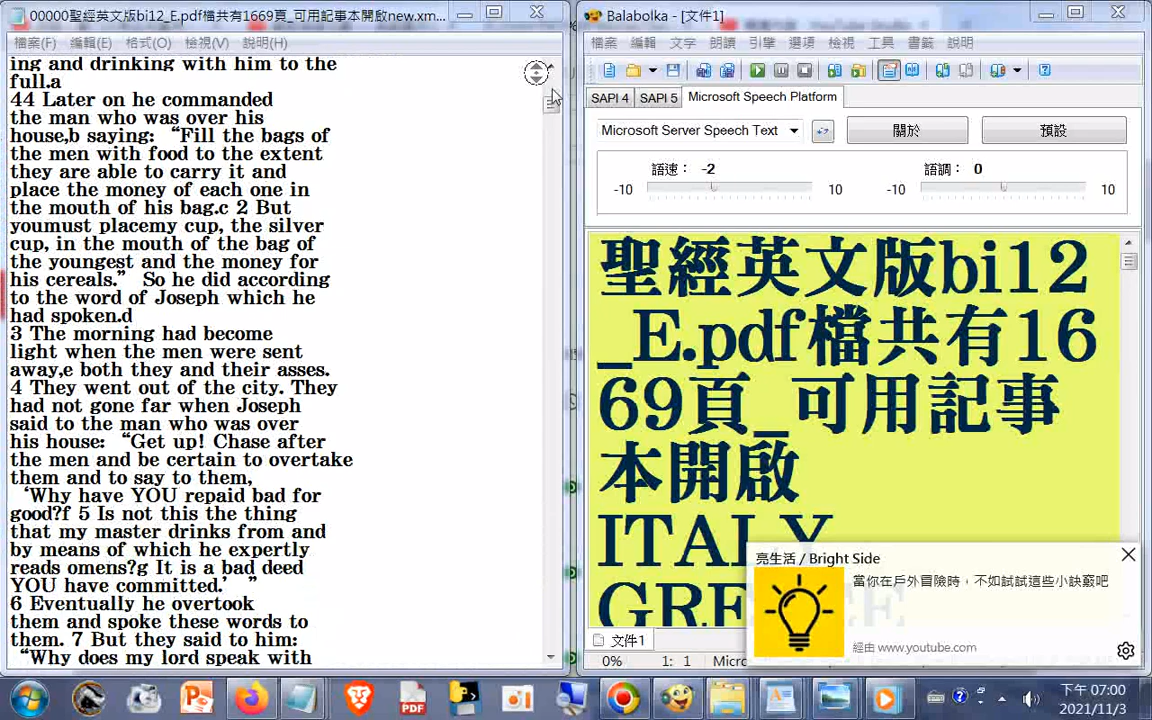 00000聖經英文版bi12_E.pdf檔共有1669頁_可用記事本開啟new.xm...
檔案(F) 編輯(E) 格式(O) 檢視(V) 說明(H)
ing and drinking with him to the
full.a
44 Later on he commanded
the man who was over his
house,b saying: “Fill the bags of
the men with food to the extent
they are able to carry it and
place the money of each one in
the mouth of his bag.c 2 But
youmust placemy cup, the silver
cup, in the mouth of the bag of
the youngest and the money for
his cereals.” So he did according
to the word of Joseph which he
had spoken.d
3 The morning had become
light when the men were sent
away,e both they and their asses.
4 They went out of the city. They
had not gone far when Joseph
said to the man who was over
his house: “Get up! Chase after
the men and be certain to overtake
them and to say to them,
‘Why have YOU repaid bad for
good?f 5 Is not this the thing
that my master drinks from and
by means of which he expertly
reads omens?g It is a bad deed
YOU have committed.’ ”
6 Eventually he overtook
them and spoke these words to
them. 7 But they said to him:
“Why does my lord speak with
Balabolka - [文件1]
檔案 編輯 文字 朗讀 引擎 選項 檢視 工具 書籤 說明
SAPI 4 SAPI 5 Microsoft Speech Platform
Microsoft Server Speech Text 關於 預設
語速： -2 語調： 0
-10 10 -10 10
聖經英文版bi12
_E.pdf檔共有16
69頁_可用記事
本開啟
ITALY
GREECE
文件1
0% 1: 1 Micro
亮生活 / Bright Side
當你在戶外冒險時，不如試試這些小訣竅吧
經由 www.youtube.com
PDF
下午 07:00
2021/11/3